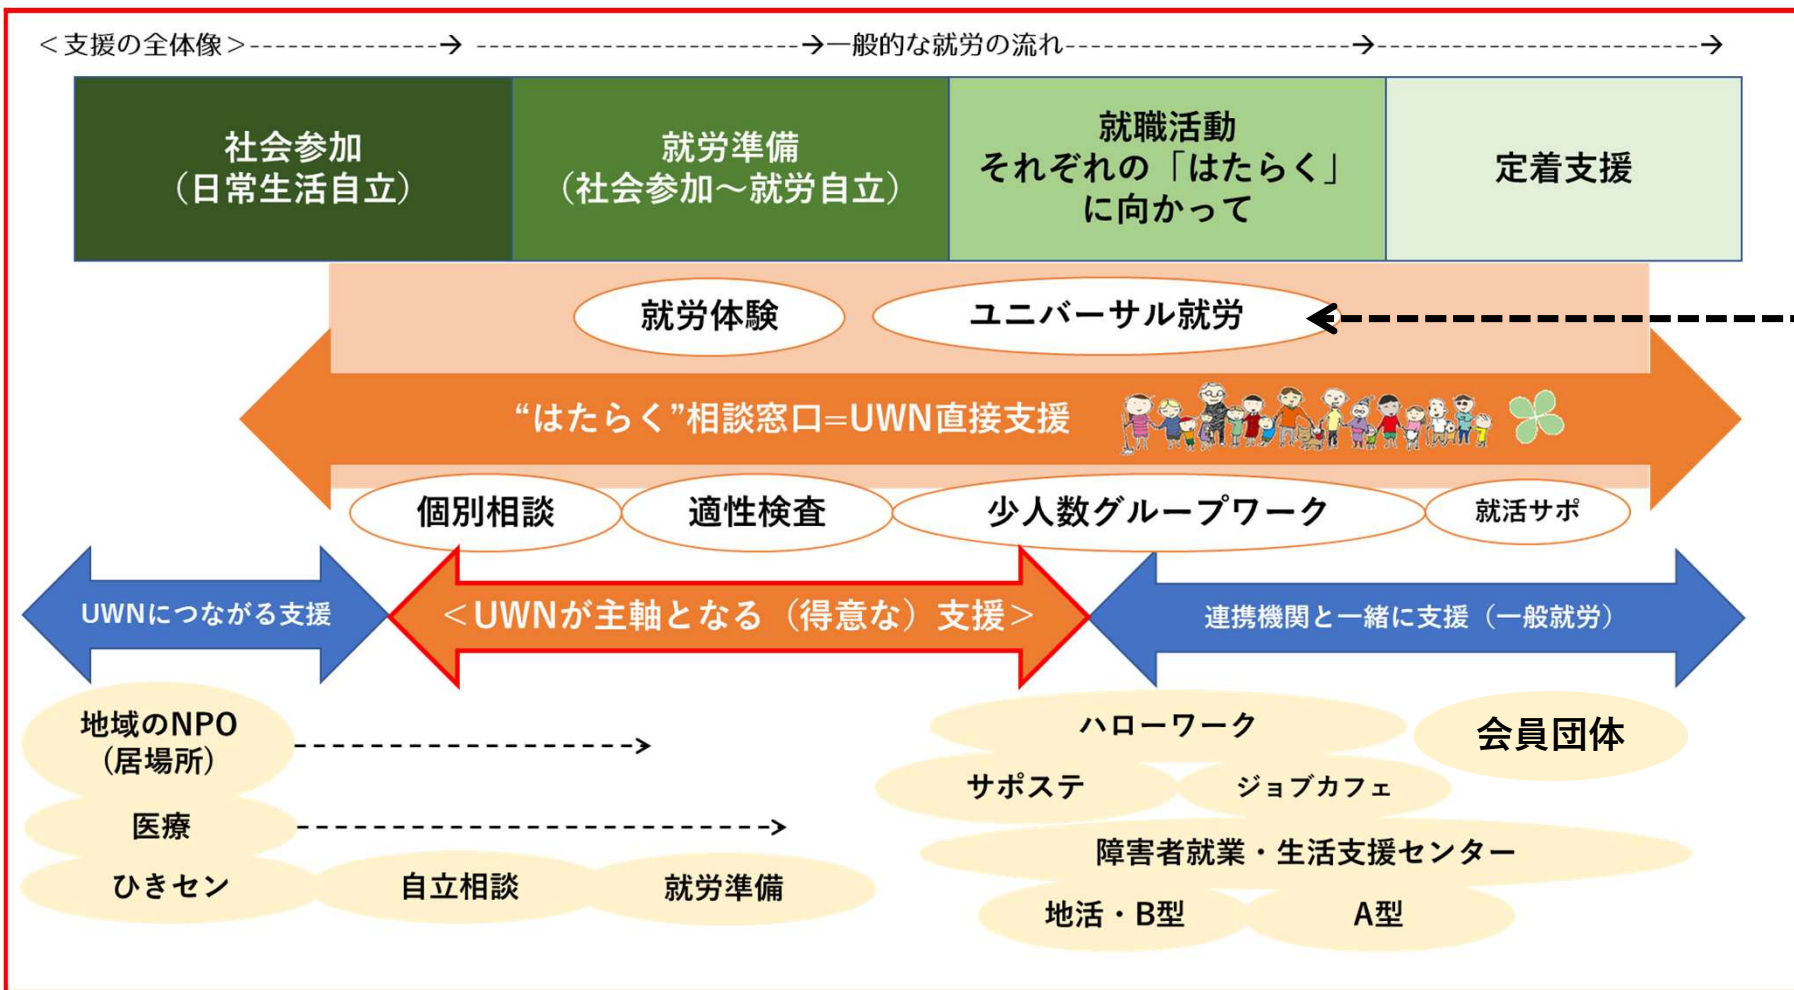 ＜支援の全体像＞
一般的な就労の流れ
社会参加
（日常生活自立）
就労準備
（社会参加～就労自立）
就職活動
それぞれの「はたらく」
に向かって
定着支援
就労体験
ユニバーサル就労
“はたらく”相談窓口=UWN直接支援
個別相談
適性検査
少人数グループワーク
就活サポ
UWNにつながる支援
＜UWNが主軸となる（得意な）支援＞
連携機関と一緒に支援（一般就労）
地域のNPO
（居場所）
医療
ひきセン
自立相談
就労準備
ハローワーク
会員団体
サポステ
ジョブカフェ
障害者就業・生活支援センター
地活・B型
A型